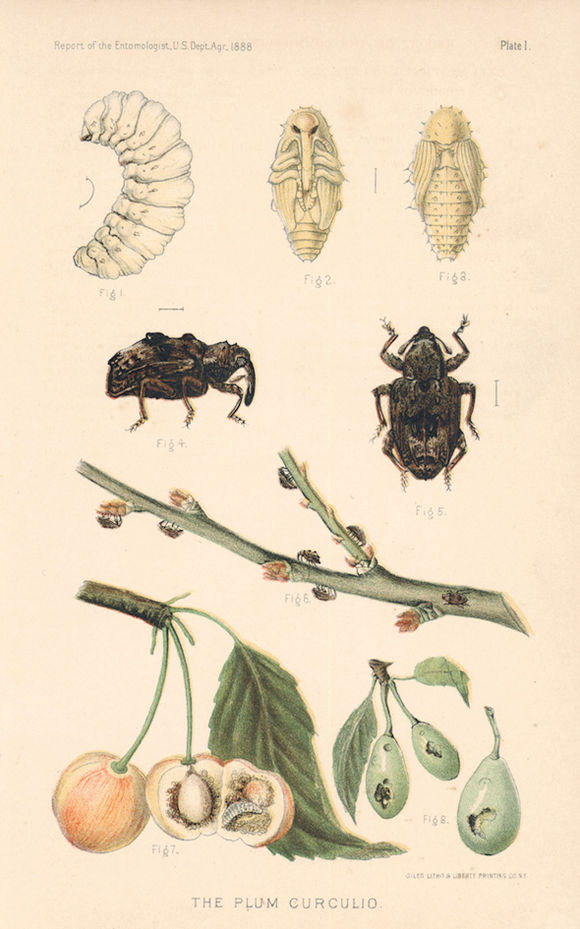 Report of the Entomologist, U.S. Dept. Agr., 1888
Plate 1.
Fig 1.
Fig 2.
Fig 3.
Fig 4.
Fig 5.
Fig 6.
Fig 7.
Fig 8.
GILES LITHO. & LIBERTY PRINTING CO. N.Y.
THE PLUM CURCULIO.